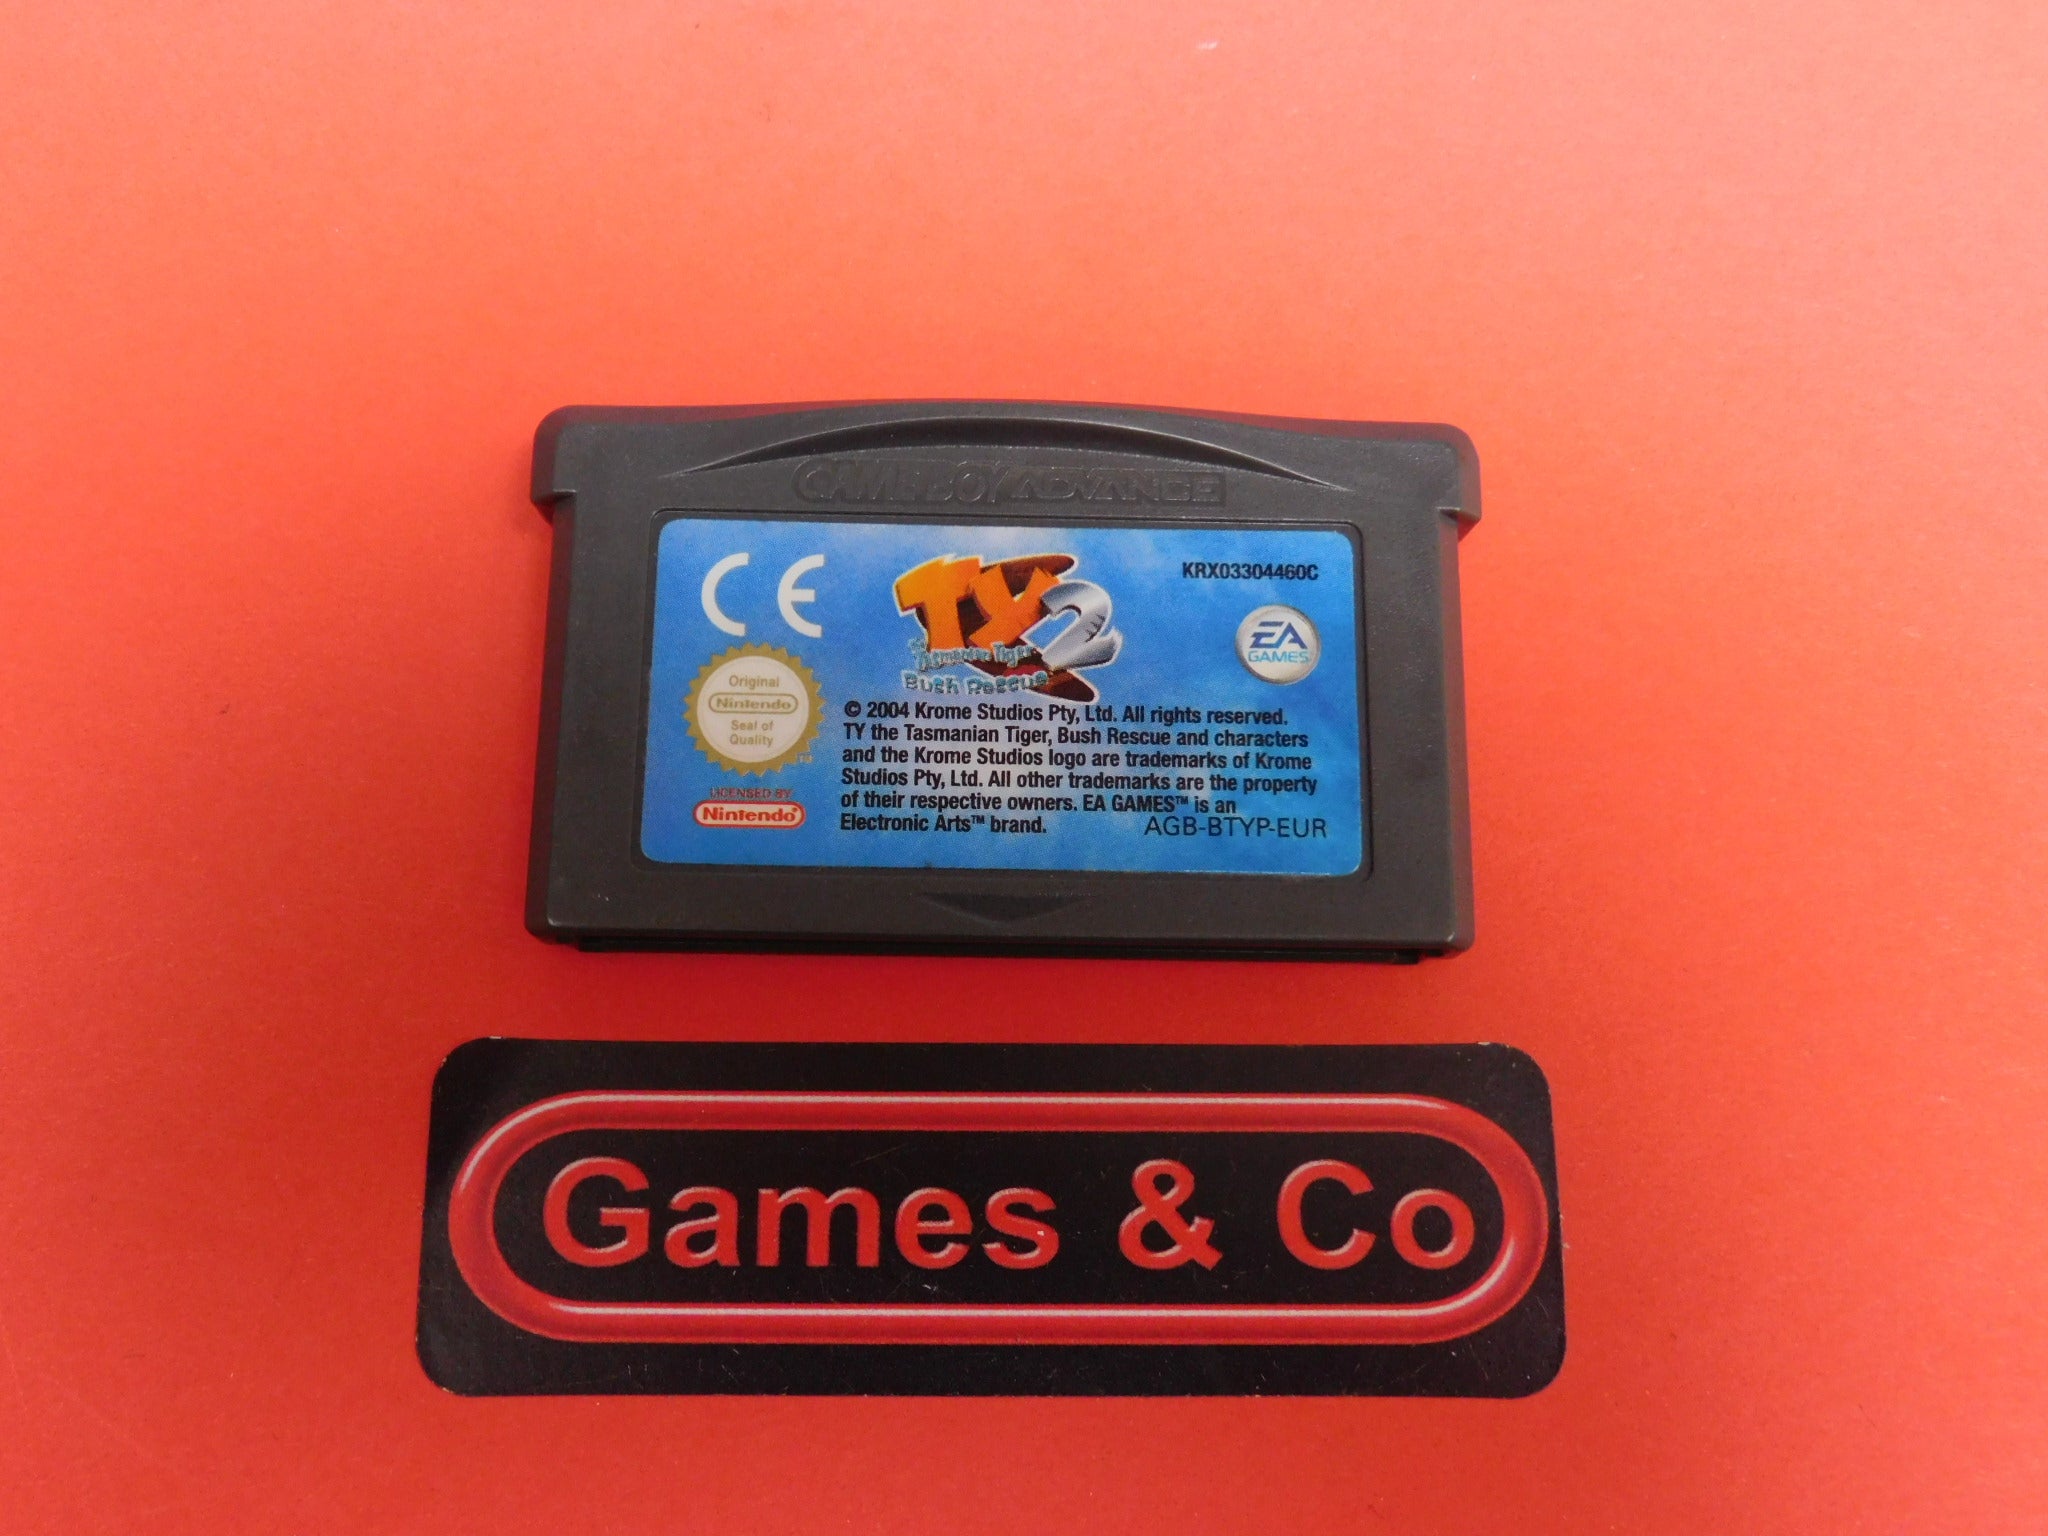 GAME BOY ADVANCE
CE
TY 2
the Tasmanian Tiger
Bush Rescue
KRX03304460C
EA
GAMES
Original
Nintendo
Seal of
Quality
LICENSED BY
Nintendo®
© 2004 Krome Studios Pty, Ltd. All rights reserved.
TY the Tasmanian Tiger, Bush Rescue and characters
and the Krome Studios logo are trademarks of Krome
Studios Pty, Ltd. All other trademarks are the property
of their respective owners. EA GAMES™ is an
Electronic Arts™ brand.
AGB-BTYP-EUR
Games & Co